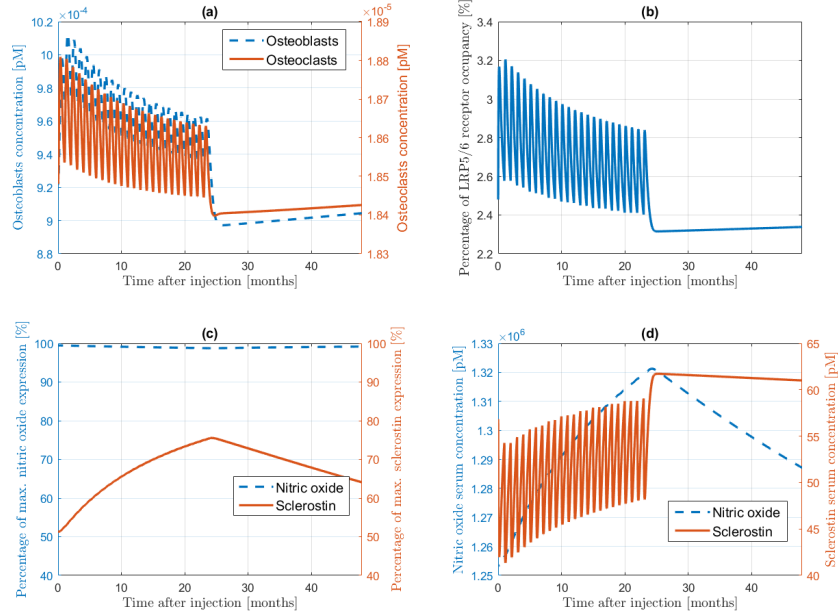 (a)
×10⁻⁴
×10⁻⁵
Osteoblasts concentration [pM]
10.2
10
9.8
9.6
9.4
9.2
9
8.8
Osteoblasts
Osteoclasts
1.89
1.88
1.87
1.86
1.85
1.84
1.83
Osteoclasts concentration [pM]
0 10 20 30 40
Time after injection [months]
(b)
Percentage of LRP5/6 receptor occupancy [%]
3.4
3.2
3
2.8
2.6
2.4
2.2
0 10 20 30 40
Time after injection [months]
(c)
Percentage of max. nitric oxide expression [%]
100
90
80
70
60
50
40
Nitric oxide
Sclerostin
100
90
80
70
60
50
40
Percentage of max. sclerostin expression [%]
0 10 20 30 40
Time after injection [months]
(d)
×10⁶
Nitric oxide serum concentration [pM]
1.33
1.32
1.31
1.3
1.29
1.28
1.27
1.26
1.25
Nitric oxide
Sclerostin
65
60
55
50
45
40
Sclerostin serum concentration [pM]
0 10 20 30 40
Time after injection [months]